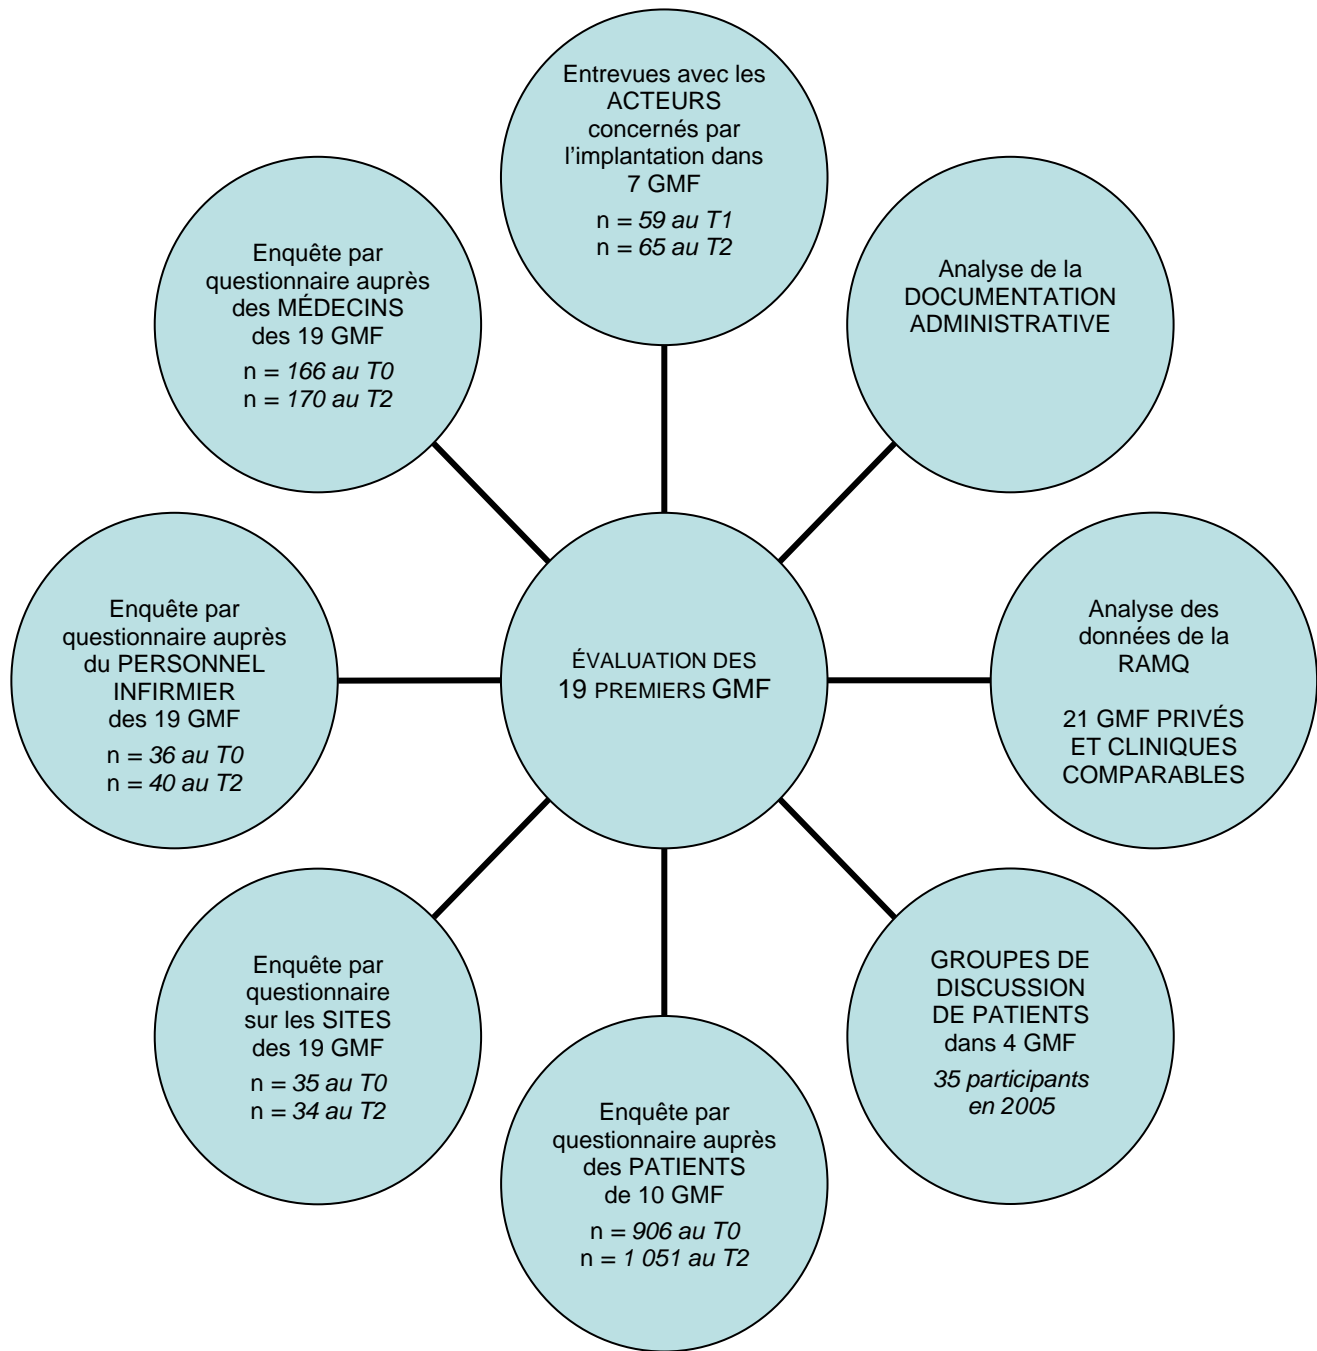 Entrevues avec les
ACTEURS
concernés par
l'implantation dans
7 GMF
n = 59 au T1
n = 65 au T2
Enquête par
questionnaire auprès
des MÉDECINS
des 19 GMF
n = 166 au T0
n = 170 au T2
Analyse de la
DOCUMENTATION
ADMINISTRATIVE
Enquête par
questionnaire auprès
du PERSONNEL
INFIRMIER
des 19 GMF
n = 36 au T0
n = 40 au T2
ÉVALUATION DES
19 PREMIERS GMF
Analyse des
données de la
RAMQ
21 GMF PRIVÉS
ET CLINIQUES
COMPARABLES
Enquête par
questionnaire
sur les SITES
des 19 GMF
n = 35 au T0
n = 34 au T2
GROUPES DE
DISCUSSION
DE PATIENTS
dans 4 GMF
35 participants
en 2005
Enquête par
questionnaire auprès
des PATIENTS
de 10 GMF
n = 906 au T0
n = 1 051 au T2